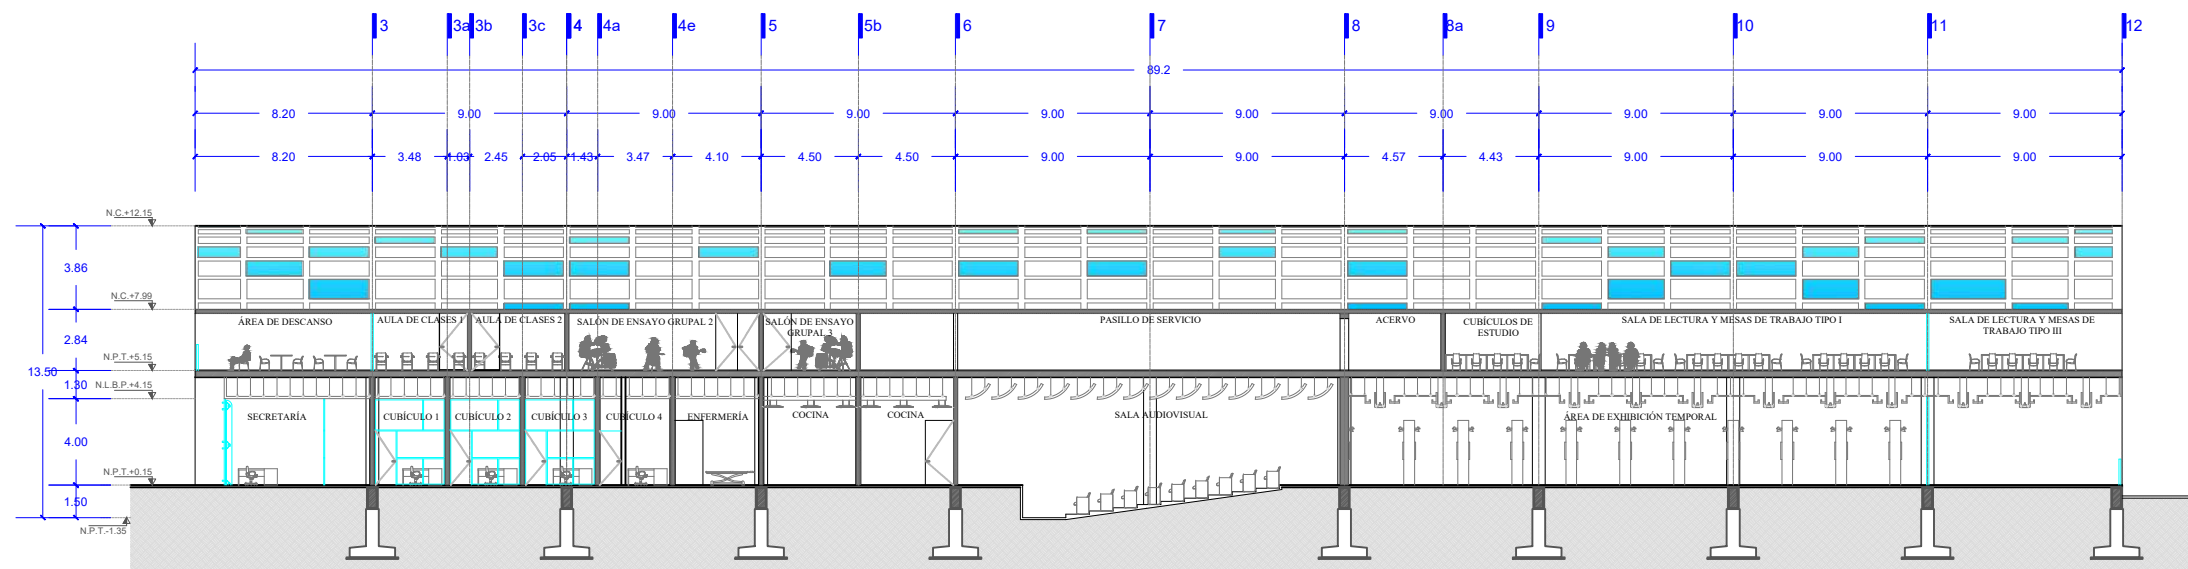 3 3a 3b 3c 4 4a 4e 5 5b 6 7 8 8a 9 10 11 12
89.2
8.20 9.00 9.00 9.00 9.00 9.00 9.00 9.00 9.00 9.00
8.20 3.48 1.03 2.45 2.05 1.43 3.47 4.10 4.50 4.50 9.00 9.00 4.57 4.43 9.00 9.00 9.00
N.C.+12.15
3.86
N.C.+7.99
2.84
N.P.T.+5.15
13.50
1.30
N.L.B.P.+4.15
4.00
N.P.T.+0.15
1.50
N.P.T.-1.35
ÁREA DE DESCANSO
AULA DE CLASES 1
AULA DE CLASES 2
SALÓN DE ENSAYO GRUPAL 2
SALÓN DE ENSAYO
GRUPAL 3
PASILLO DE SERVICIO
ACERVO
CUBÍCULOS DE
ESTUDIO
SALA DE LECTURA Y MESAS DE TRABAJO TIPO I
SALA DE LECTURA Y MESAS DE
TRABAJO TIPO III
SECRETARÍA
CUBÍCULO 1
CUBÍCULO 2
CUBÍCULO 3
CUBÍCULO 4
ENFERMERÍA
COCINA
COCINA
SALA AUDIOVISUAL
ÁREA DE EXHIBICIÓN TEMPORAL